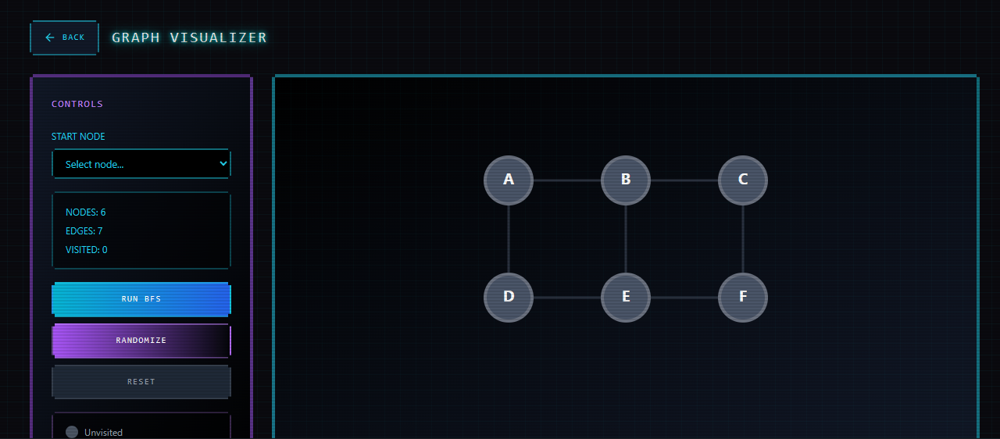 ← BACK
GRAPH VISUALIZER
CONTROLS
START NODE
Select node...
NODES: 6
EDGES: 7
VISITED: 0
RUN BFS
RANDOMIZE
RESET
Unvisited
A B C
D E F